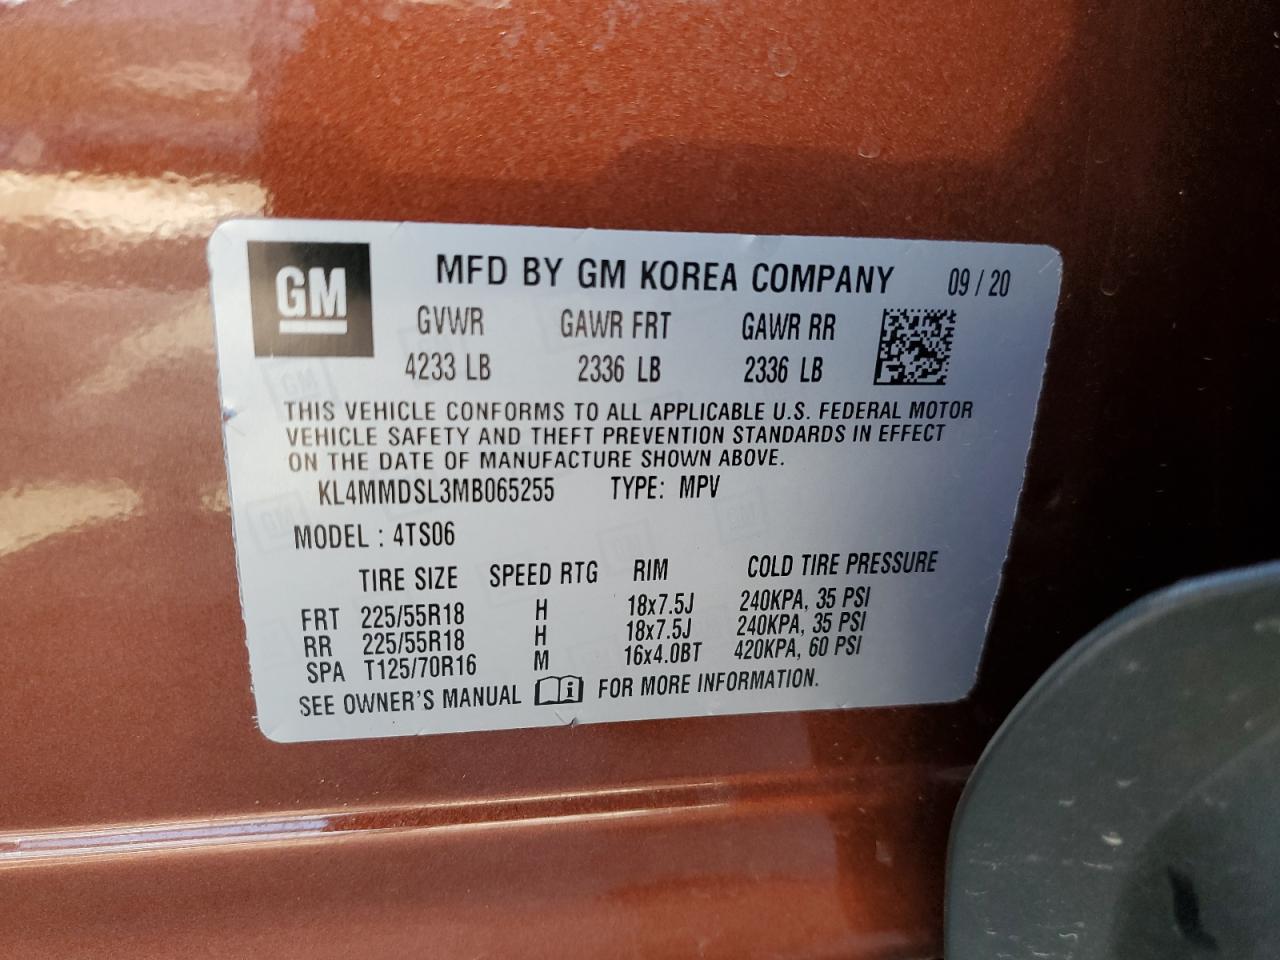 GM
MFD BY GM KOREA COMPANY 09 / 20
GVWR GAWR FRT GAWR RR
4233 LB 2336 LB 2336 LB
THIS VEHICLE CONFORMS TO ALL APPLICABLE U.S. FEDERAL MOTOR
VEHICLE SAFETY AND THEFT PREVENTION STANDARDS IN EFFECT
ON THE DATE OF MANUFACTURE SHOWN ABOVE.
KL4MMDSL3MB065255 TYPE: MPV
MODEL : 4TS06
TIRE SIZE SPEED RTG RIM COLD TIRE PRESSURE
FRT 225/55R18 H 18x7.5J 240KPA, 35 PSI
RR 225/55R18 H 18x7.5J 240KPA, 35 PSI
SPA T125/70R16 M 16x4.0BT 420KPA, 60 PSI
SEE OWNER'S MANUAL FOR MORE INFORMATION.